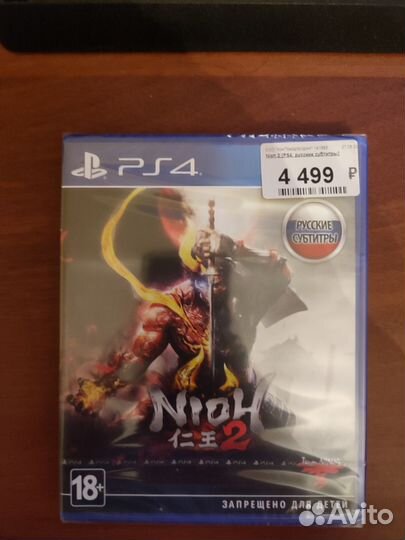 PS4
Nioh 2 [PS4, русские субтитры]
4 499 ₽
РУССКИЕ
СУБТИТРЫ
NIOH
仁王2
18+
ЗАПРЕЩЕНО ДЛЯ ДЕТЕЙ
Avito